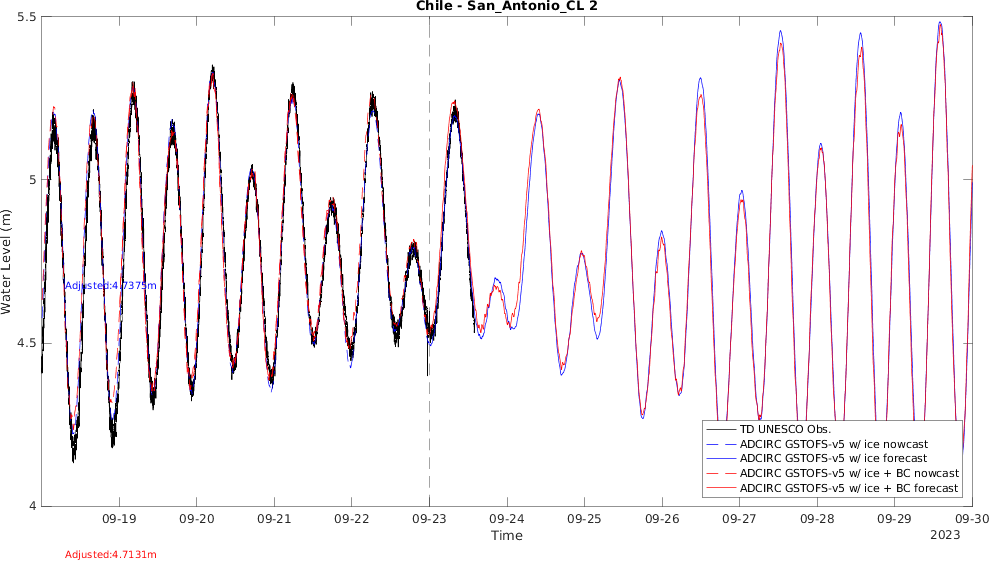 Chile - San_Antonio_CL 2
5.5
5
4.5
4
Water Level (m)
Adjusted:4.7375m
TD UNESCO Obs.
ADCIRC GSTOFS-v5 w/ ice nowcast
ADCIRC GSTOFS-v5 w/ ice forecast
ADCIRC GSTOFS-v5 w/ ice + BC nowcast
ADCIRC GSTOFS-v5 w/ ice + BC forecast
09-19 09-20 09-21 09-22 09-23 09-24 09-25 09-26 09-27 09-28 09-29 09-30
Time
2023
Adjusted:4.7131m